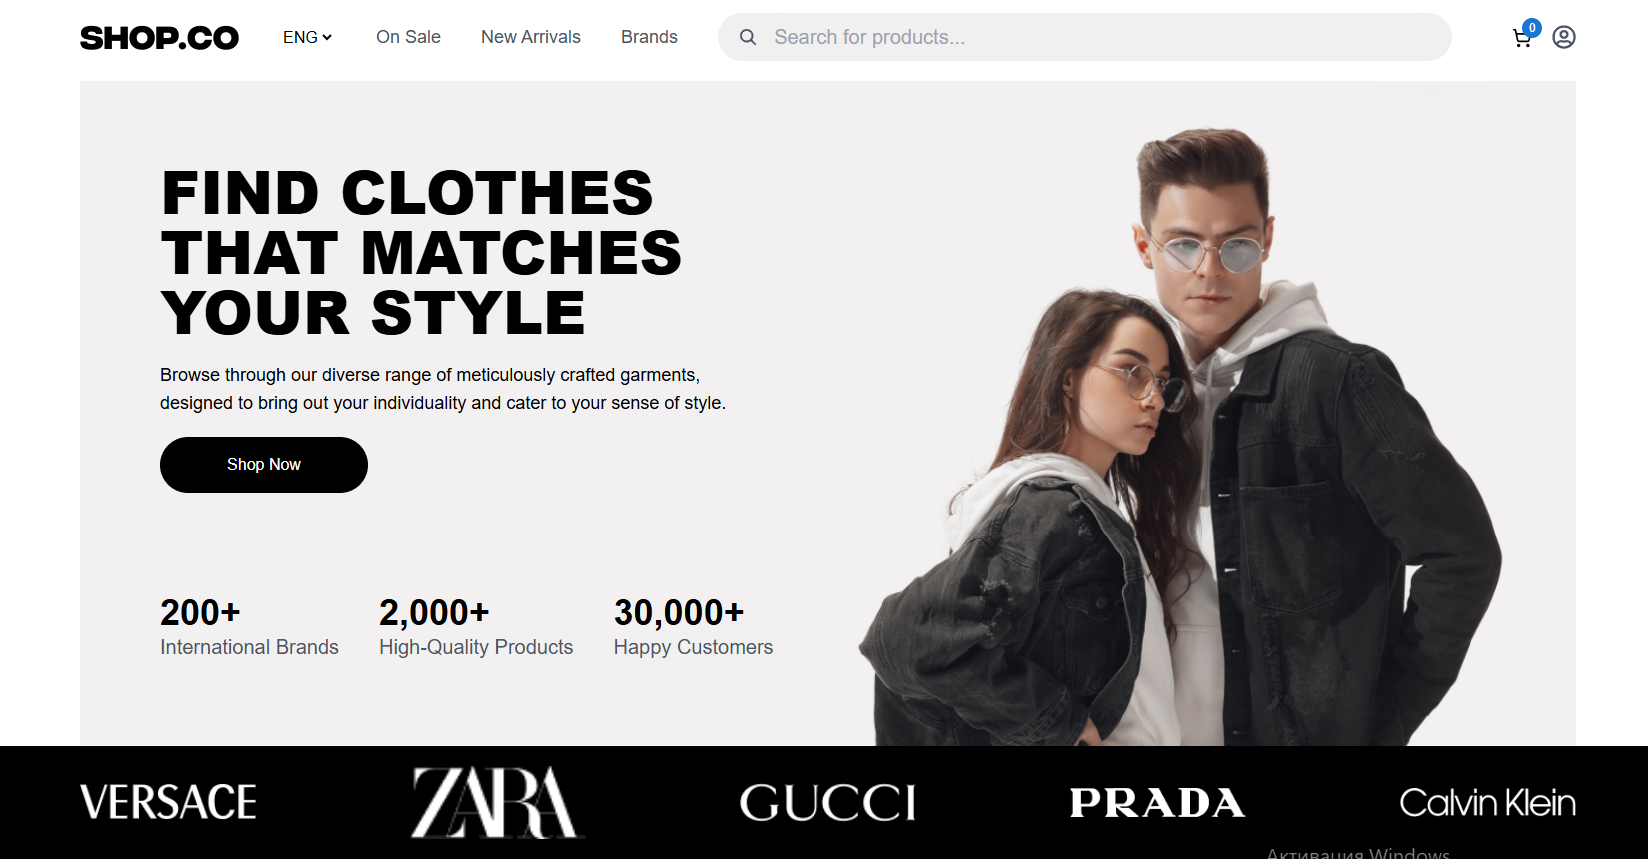 SHOP.CO
ENG
On Sale
New Arrivals
Brands
Search for products...
0
FIND CLOTHES
THAT MATCHES
YOUR STYLE
Browse through our diverse range of meticulously crafted garments,
designed to bring out your individuality and cater to your sense of style.
Shop Now
200+
International Brands
2,000+
High-Quality Products
30,000+
Happy Customers
VERSACE
ZARA
GUCCI
PRADA
Calvin Klein
Активация Windows